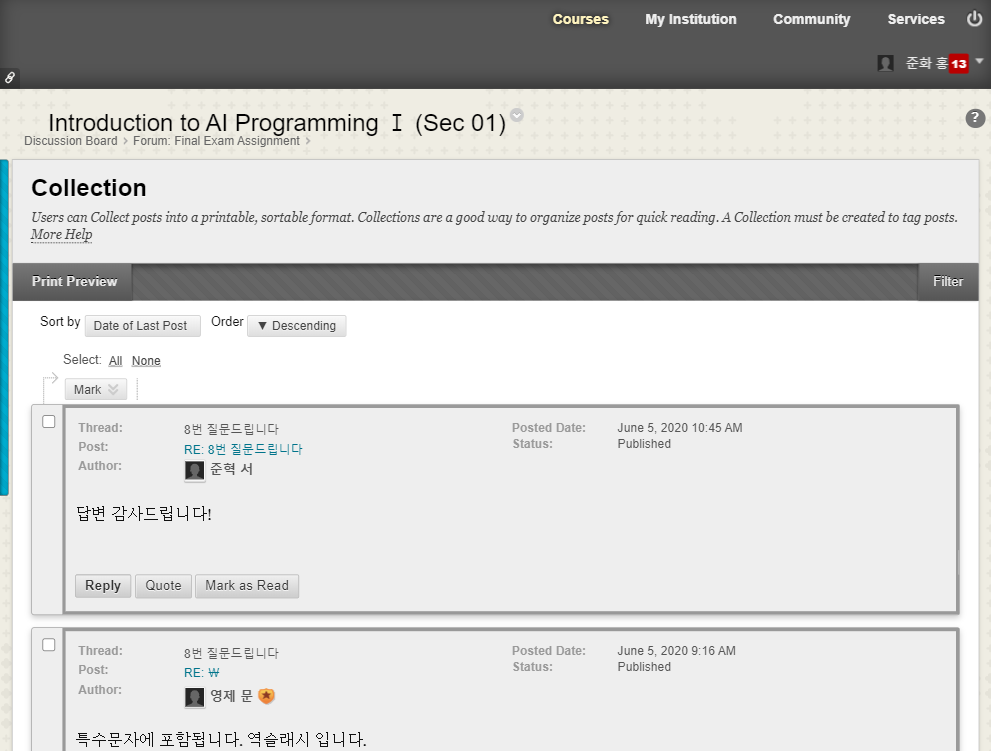 Courses My Institution Community Services
준화 홍 13
Introduction to AI Programming Ⅰ (Sec 01)
Discussion Board Forum: Final Exam Assignment
Collection
Users can Collect posts into a printable, sortable format. Collections are a good way to organize posts for quick reading. A Collection must be created to tag posts.
More Help
Print Preview Filter
Sort by Date of Last Post Order ▼ Descending
Select: All None
Mark
Thread: 8번 질문드립니다 Posted Date: June 5, 2020 10:45 AM
Post: RE: 8번 질문드립니다 Status: Published
Author: 준혁 서
답변 감사드립니다!
Reply Quote Mark as Read
Thread: 8번 질문드립니다 Posted Date: June 5, 2020 9:16 AM
Post: RE: ₩ Status: Published
Author: 영제 문
특수문자에 포함됩니다. 역슬래시 입니다.